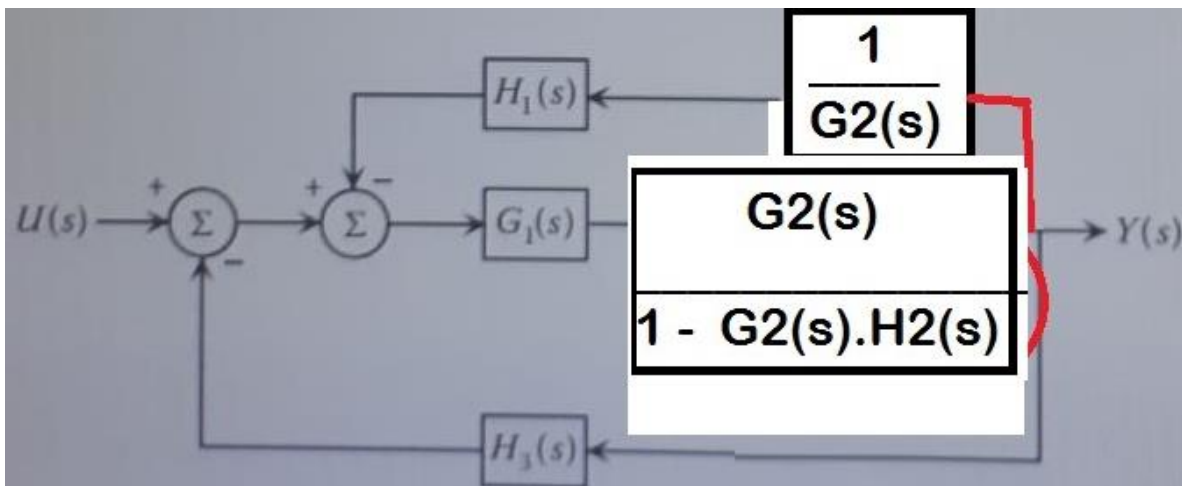 1
G2(s)
H₁(s)
+
+
−
U(s)
Σ
Σ
G₁(s)
G2(s)
1 - G2(s).H2(s)
Y(s)
−
H₃(s)